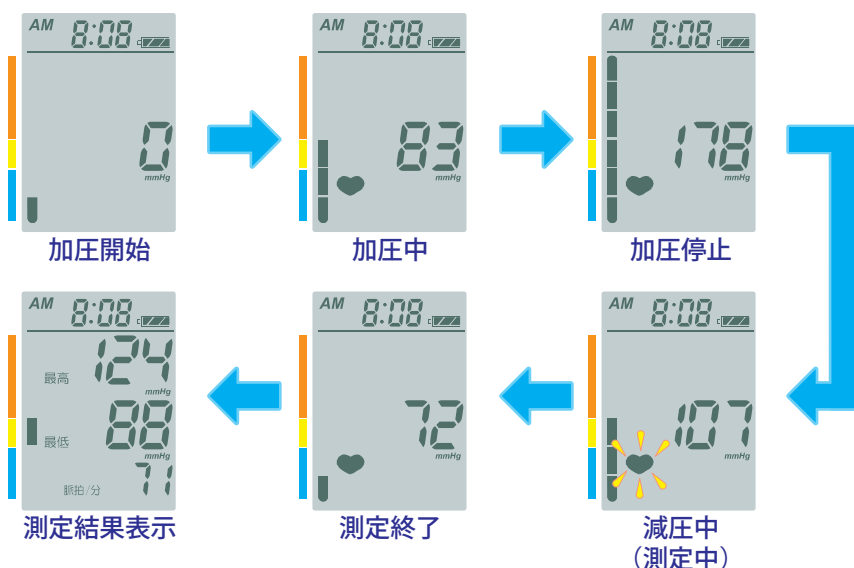 AM 8:08
0
mmHg
加圧開始
AM 8:08
83
mmHg
加圧中
AM 8:08
178
mmHg
加圧停止
AM 8:08
107
mmHg
減圧中
（測定中）
AM 8:08
72
mmHg
測定終了
AM 8:08
最高 124
mmHg
最低 88
mmHg
脈拍/分 71
測定結果表示